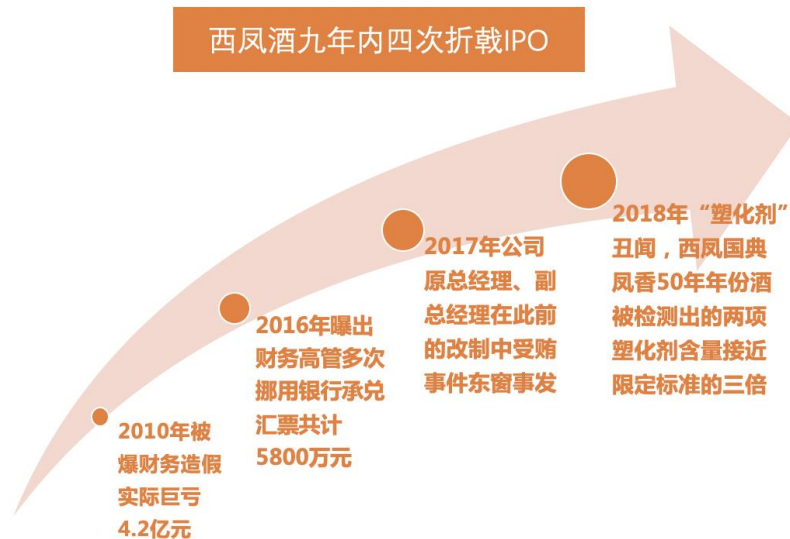 西凤酒九年内四次折戟IPO
2010年被
爆财务造假
实际巨亏
4.2亿元
2016年曝出
财务高管多次
挪用银行承兑
汇票共计
5800万元
2017年公司
原总经理、副
总经理在此前
的改制中受贿
事件东窗事发
2018年“塑化剂”
丑闻，西凤国典
凤香50年年份酒
被检测出的两项
塑化剂含量接近
限定标准的三倍